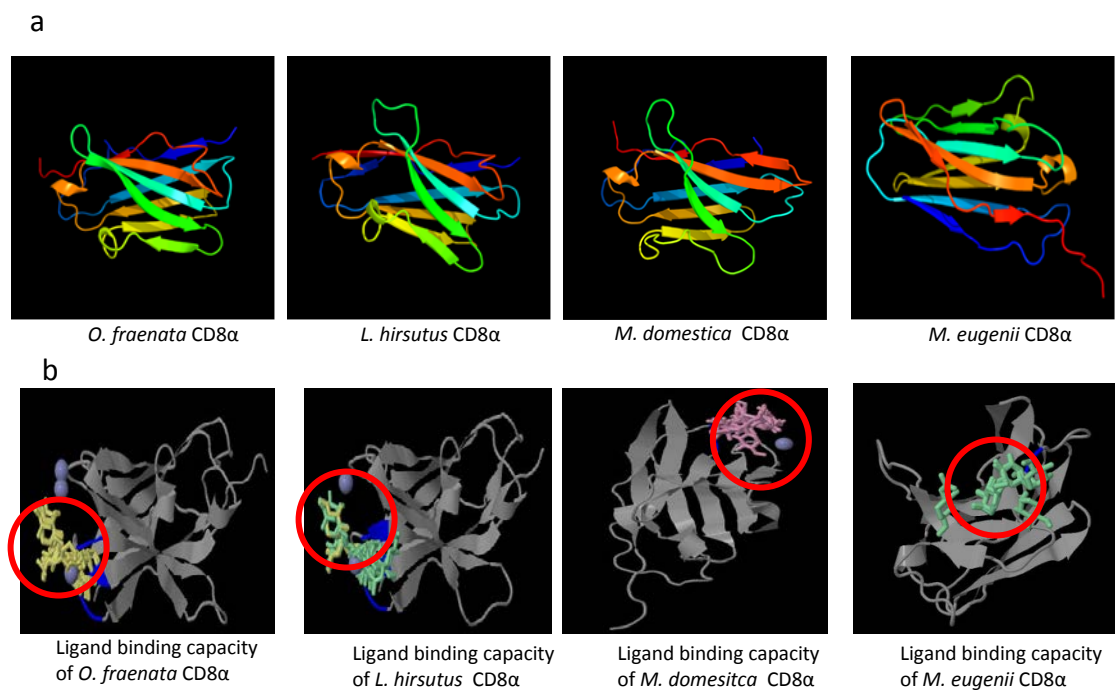 a
O. fraenata CD8α
L. hirsutus CD8α
M. domestica CD8α
M. eugenii CD8α
b
Ligand binding capacity
of O. fraenata CD8α
Ligand binding capacity
of L. hirsutus CD8α
Ligand binding capacity
of M. domesitca CD8α
Ligand binding capacity
of M. eugenii CD8α